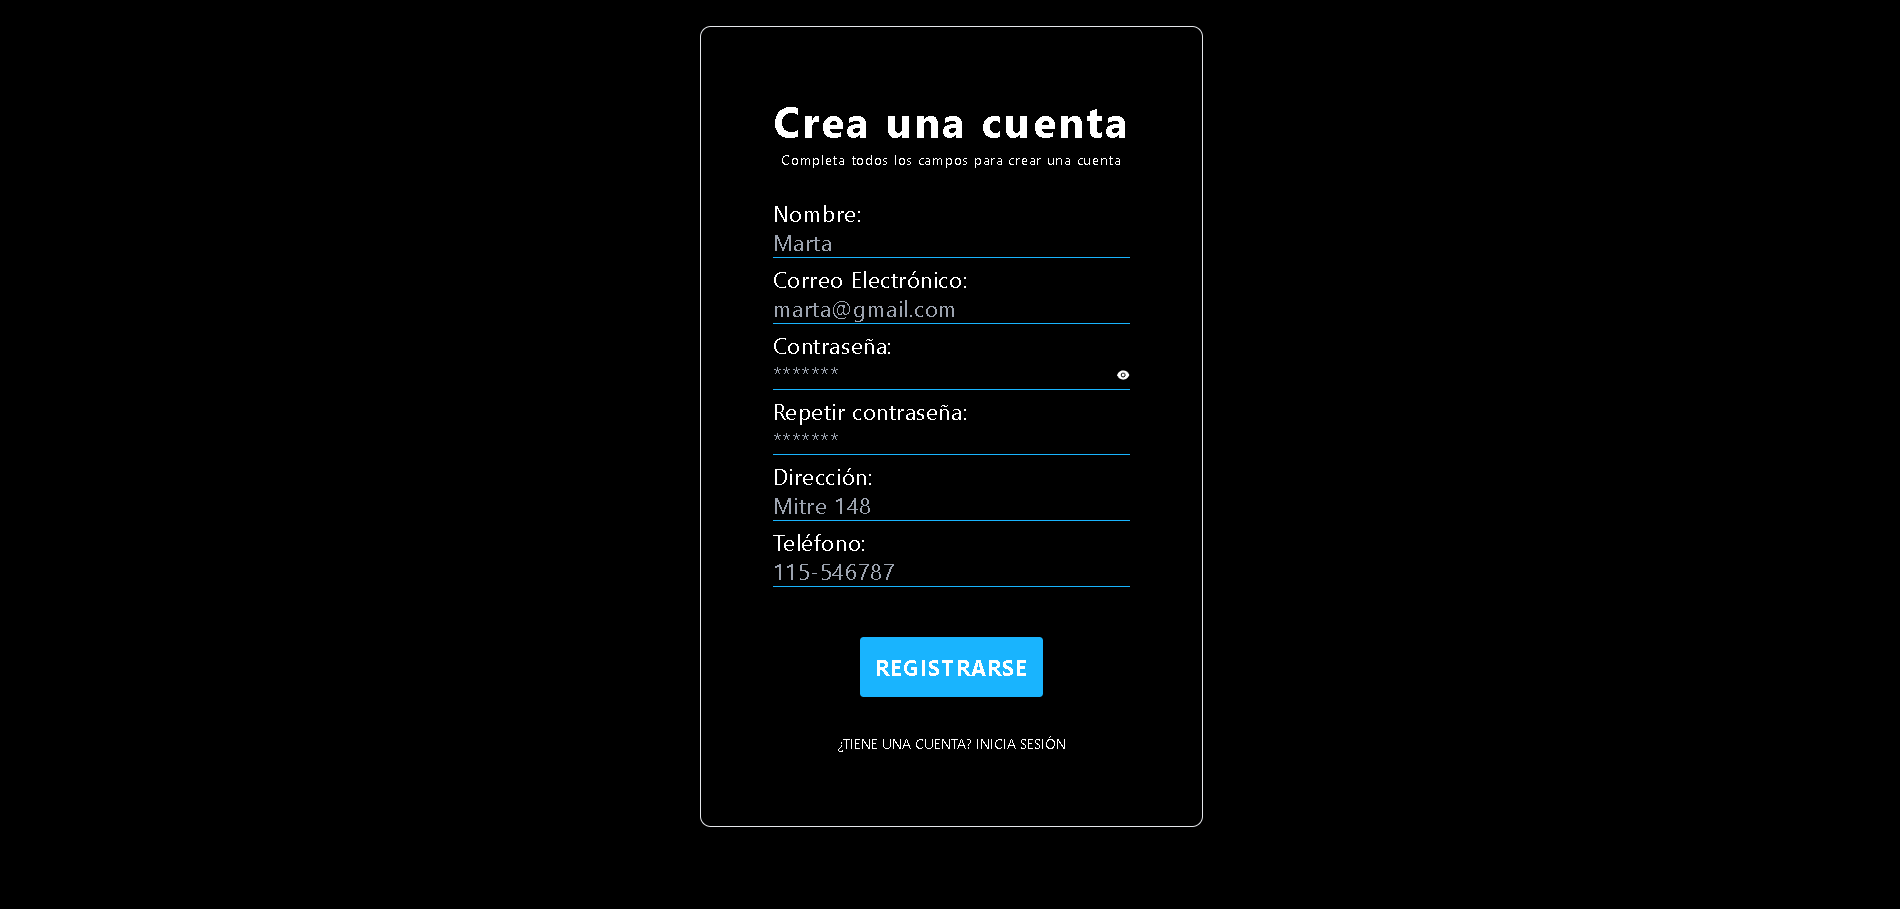 Crea una cuenta
Completa todos los campos para crear una cuenta
Nombre:
Marta
Correo Electrónico:
marta@gmail.com
Contraseña:
*******
Repetir contraseña:
*******
Dirección:
Mitre 148
Teléfono:
115-546787
REGISTRARSE
¿TIENE UNA CUENTA? INICIA SESIÓN